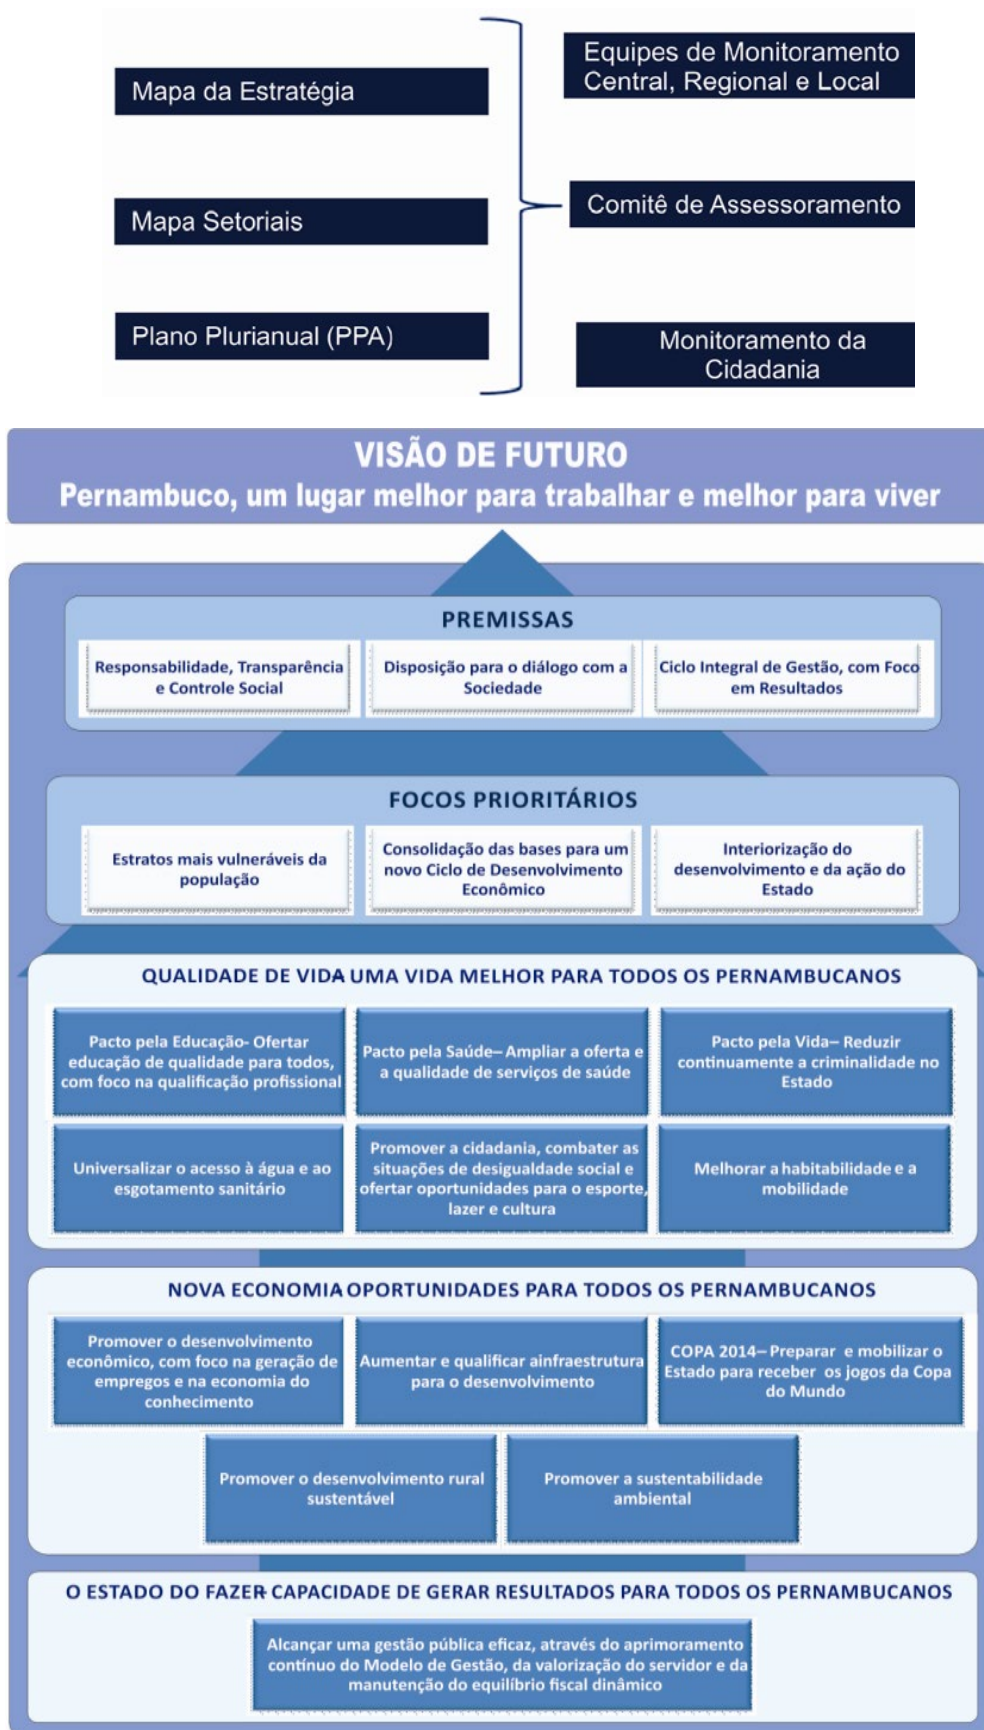 Mapa da Estratégia
Mapa Setoriais
Plano Plurianual (PPA)
Equipes de Monitoramento
Central, Regional e Local
Comitê de Assessoramento
Monitoramento da
Cidadania
VISÃO DE FUTURO
Pernambuco, um lugar melhor para trabalhar e melhor para viver
PREMISSAS
Responsabilidade, Transparência
e Controle Social
Disposição para o diálogo com a
Sociedade
Ciclo Integral de Gestão, com Foco
em Resultados
FOCOS PRIORITÁRIOS
Estratos mais vulneráveis da
população
Consolidação das bases para um
novo Ciclo de Desenvolvimento
Econômico
Interiorização do
desenvolvimento e da ação do
Estado
QUALIDADE DE VIDA- UMA VIDA MELHOR PARA TODOS OS PERNAMBUCANOS
Pacto pela Educação- Ofertar
educação de qualidade para todos,
com foco na qualificação profissional
Pacto pela Saúde– Ampliar a oferta e
a qualidade de serviços de saúde
Pacto pela Vida– Reduzir
continuamente a criminalidade no
Estado
Universalizar o acesso à água e ao
esgotamento sanitário
Promover a cidadania, combater as
situações de desigualdade social e
ofertar oportunidades para o esporte,
lazer e cultura
Melhorar a habitabilidade e a
mobilidade
NOVA ECONOMIA- OPORTUNIDADES PARA TODOS OS PERNAMBUCANOS
Promover o desenvolvimento
econômico, com foco na geração de
empregos e na economia do
conhecimento
Aumentar e qualificar ainfraestrutura
para o desenvolvimento
COPA 2014– Preparar e mobilizar o
Estado para receber os jogos da Copa
do Mundo
Promover o desenvolvimento rural
sustentável
Promover a sustentabilidade
ambiental
O ESTADO DO FAZER- CAPACIDADE DE GERAR RESULTADOS PARA TODOS OS PERNAMBUCANOS
Alcançar uma gestão pública eficaz, através do aprimoramento
contínuo do Modelo de Gestão, da valorização do servidor e da
manutenção do equilíbrio fiscal dinâmico